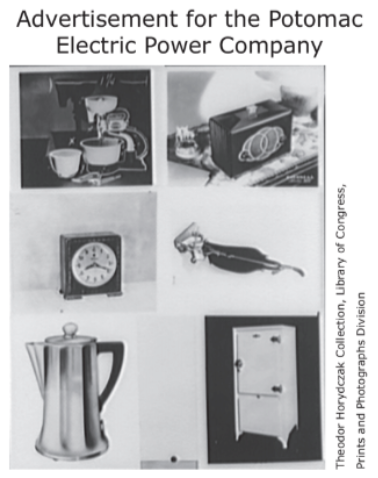 Advertisement for the Potomac
Electric Power Company
Theodor Horydczak Collection, Library of Congress,
Prints and Photographs Division